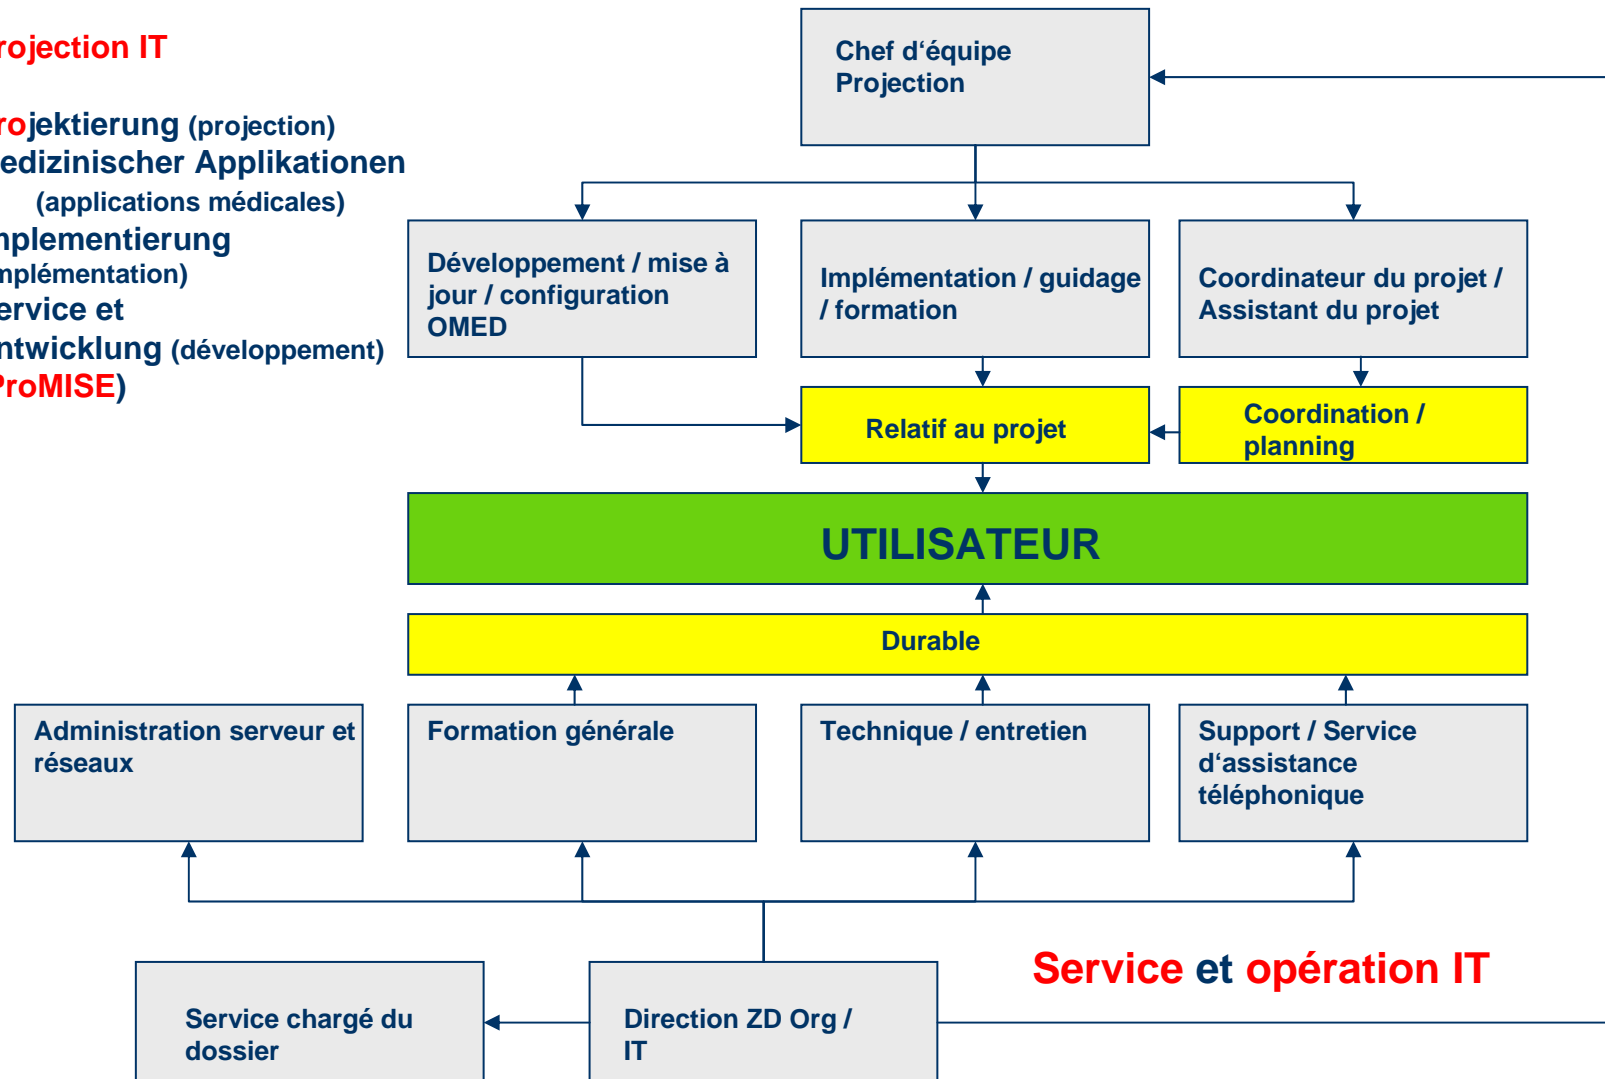 rojection IT
rojektierung (projection)
edizinischer Applikationen
(applications médicales)
mplementierung
mplémentation)
ervice et
ntwicklung (développement)
ProMISE)
Chef d‘équipe
Projection
Développement / mise à
jour / configuration
OMED
Implémentation / guidage
/ formation
Coordinateur du projet /
Assistant du projet
Relatif au projet
Coordination /
planning
UTILISATEUR
Durable
Administration serveur et
réseaux
Formation générale
Technique / entretien
Support / Service
d‘assistance
téléphonique
Service et opération IT
Service chargé du
dossier
Direction ZD Org /
IT